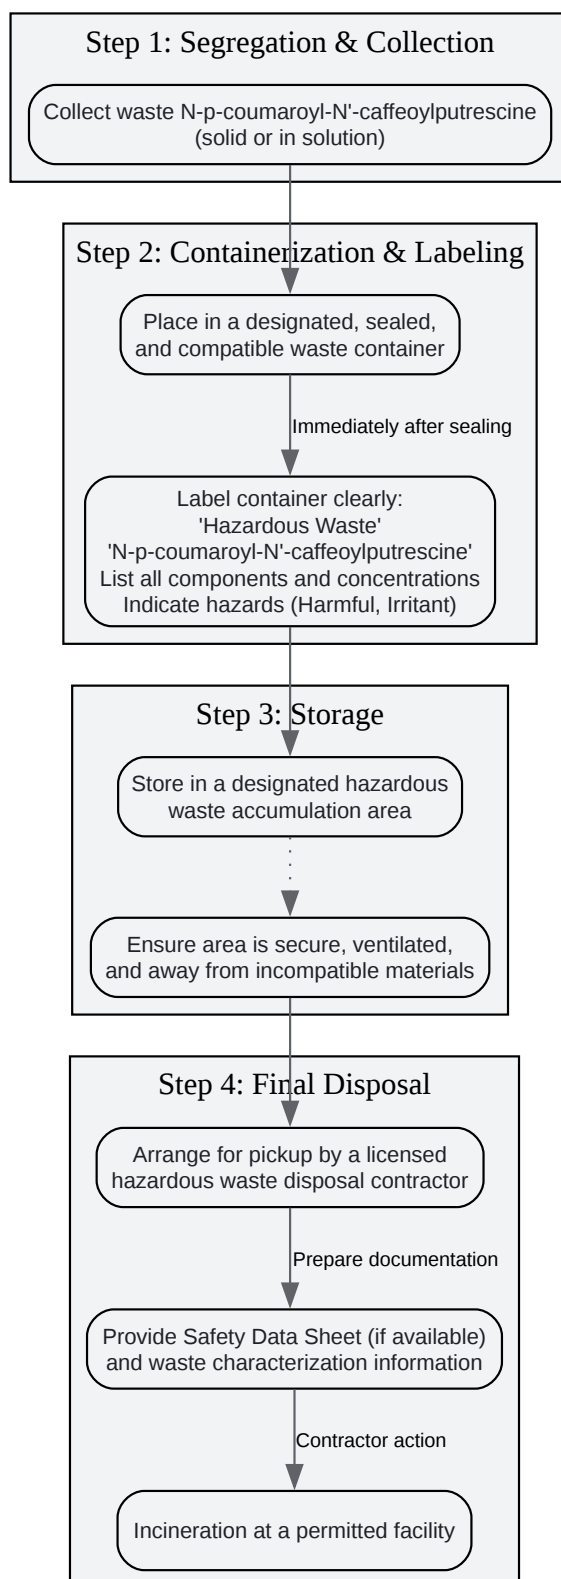 Step 1: Segregation & Collection
Collect waste N-p-coumaroyl-N'-caffeoylputrescine
(solid or in solution)
Step 2: Containerization & Labeling
Place in a designated, sealed,
and compatible waste container
Immediately after sealing
Label container clearly:
'Hazardous Waste'
'N-p-coumaroyl-N'-caffeoylputrescine'
List all components and concentrations
Indicate hazards (Harmful, Irritant)
Step 3: Storage
Store in a designated hazardous
waste accumulation area
Ensure area is secure, ventilated,
and away from incompatible materials
Step 4: Final Disposal
Arrange for pickup by a licensed
hazardous waste disposal contractor
Prepare documentation
Provide Safety Data Sheet (if available)
and waste characterization information
Contractor action
Incineration at a permitted facility